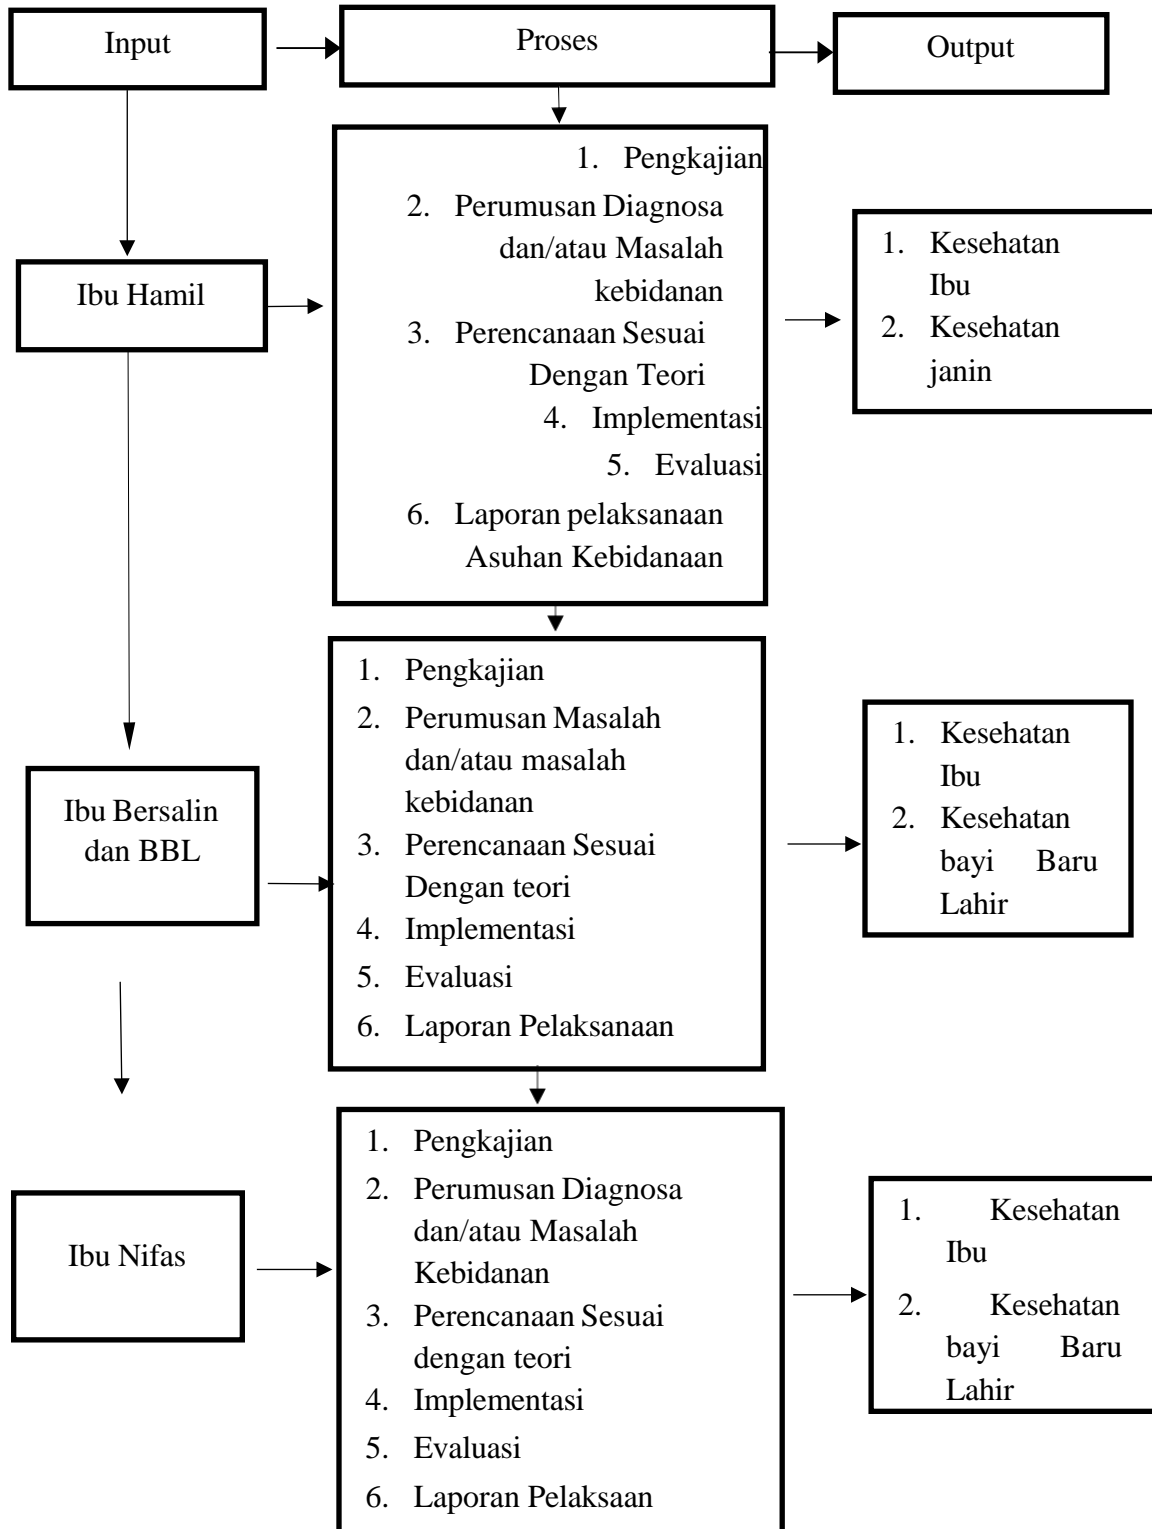 Input
Proses
Output
Ibu Hamil
1. Pengkajian
2. Perumusan Diagnosa
dan/atau Masalah
kebidanan
3. Perencanaan Sesuai
Dengan Teori
4. Implementasi
5. Evaluasi
6. Laporan pelaksanaan
Asuhan Kebidanaan
1. Kesehatan
Ibu
2. Kesehatan
janin
Ibu Bersalin
dan BBL
1. Pengkajian
2. Perumusan Masalah
dan/atau masalah
kebidanan
3. Perencanaan Sesuai
Dengan teori
4. Implementasi
5. Evaluasi
6. Laporan Pelaksanaan
1. Kesehatan
Ibu
2. Kesehatan
bayi Baru
Lahir
Ibu Nifas
1. Pengkajian
2. Perumusan Diagnosa
dan/atau Masalah
Kebidanan
3. Perencanaan Sesuai
dengan teori
4. Implementasi
5. Evaluasi
6. Laporan Pelaksaan
1. Kesehatan
Ibu
2. Kesehatan
bayi Baru
Lahir